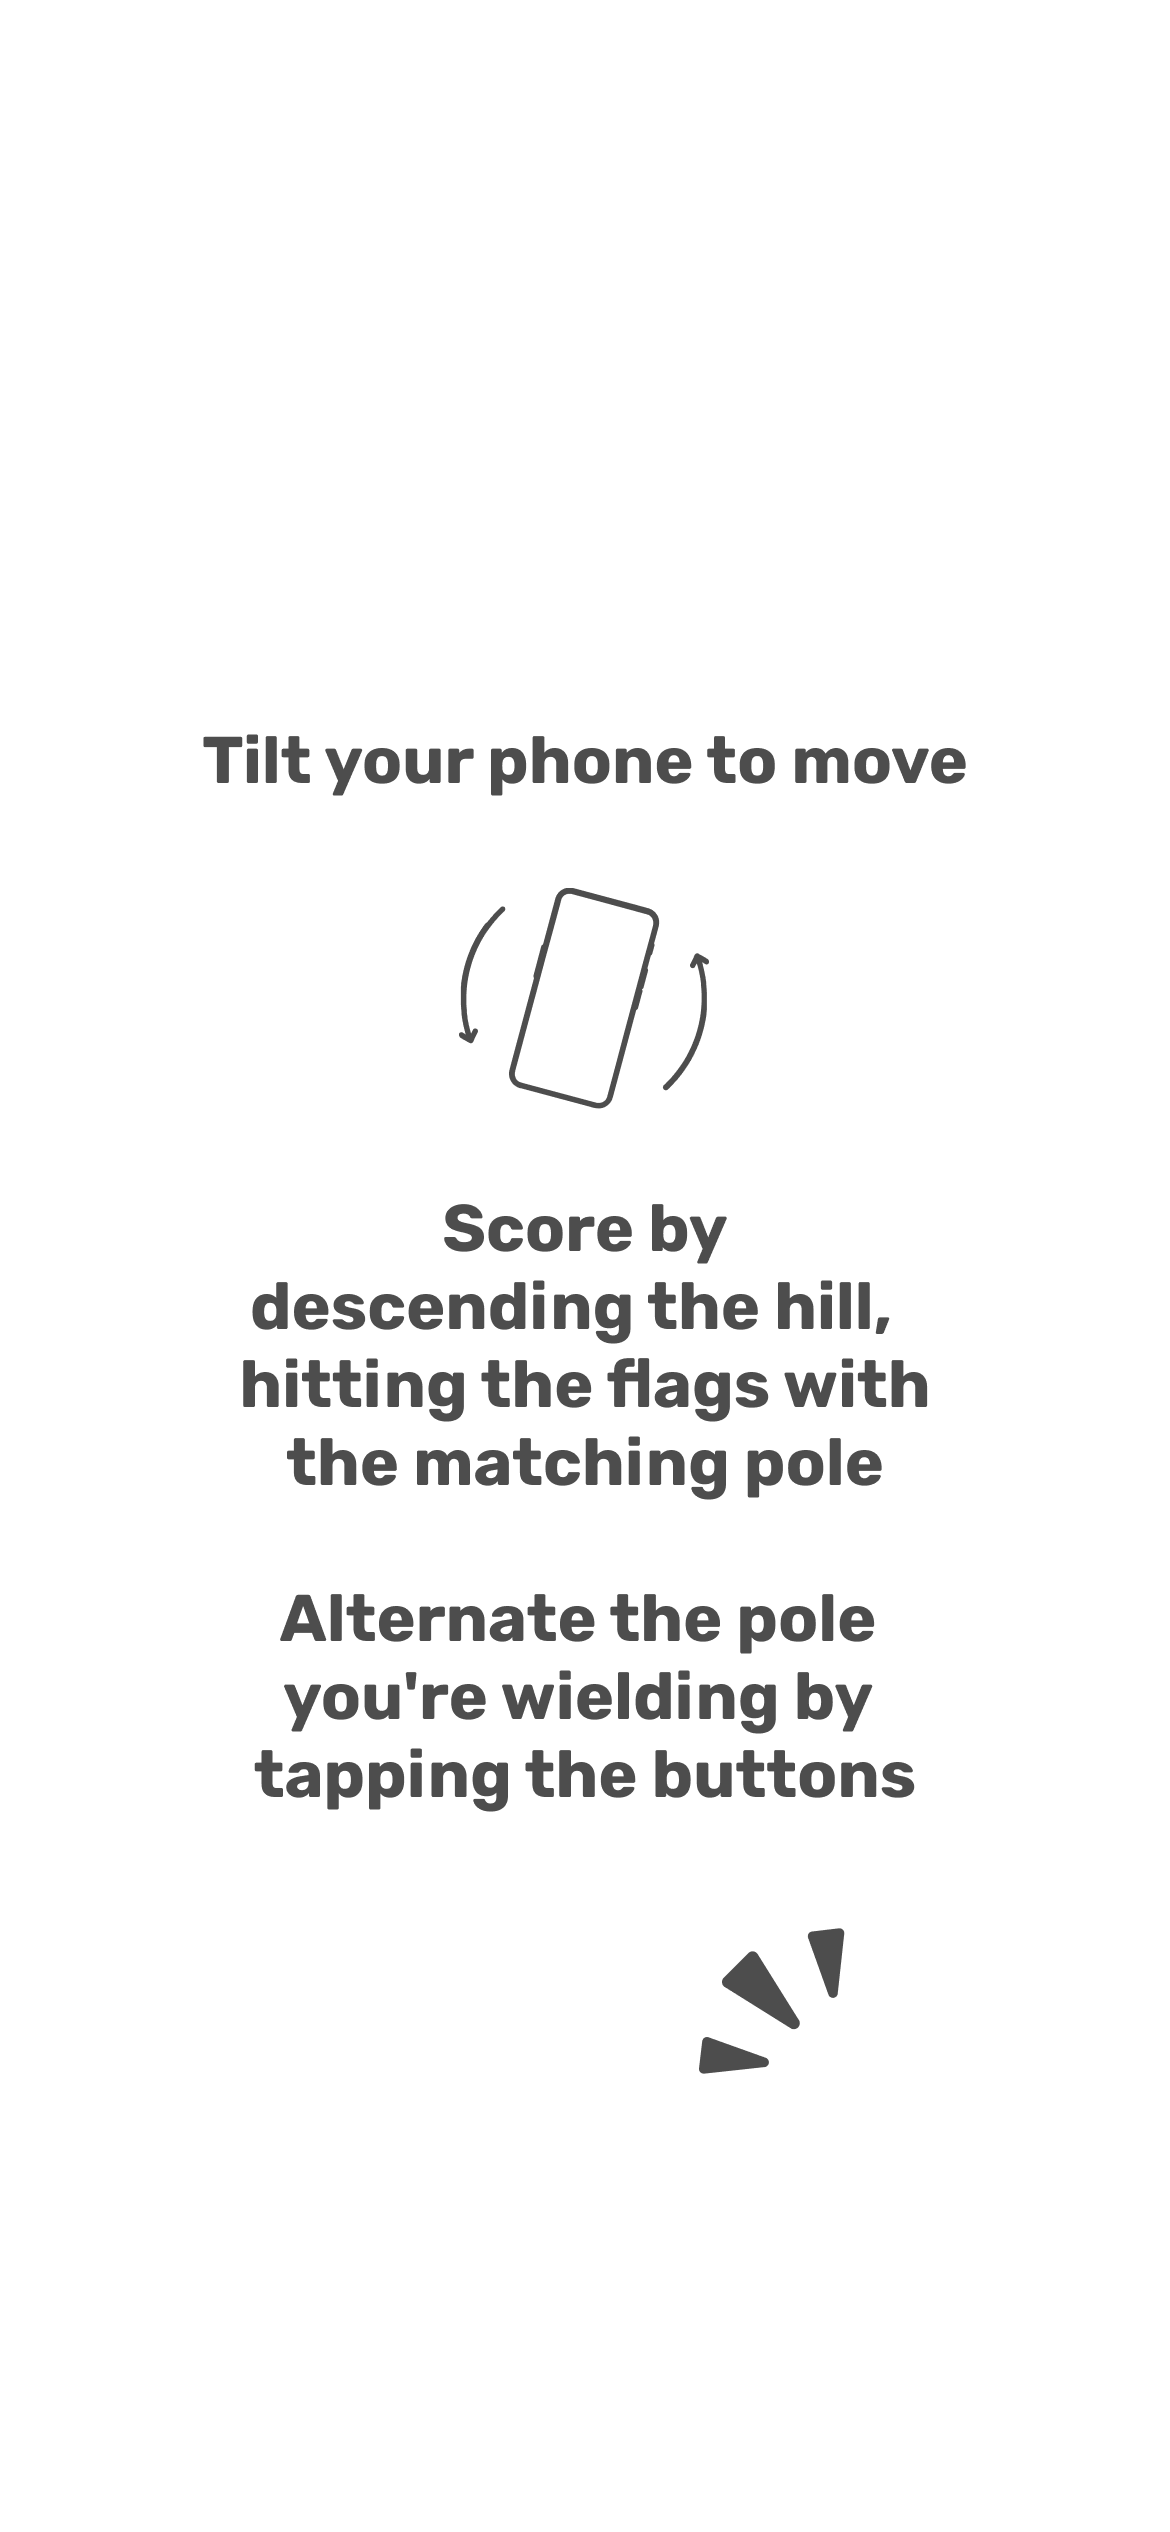 Tilt your phone to move
Score by
descending the hill,
hitting the flags with
the matching pole
Alternate the pole
you're wielding by
tapping the buttons